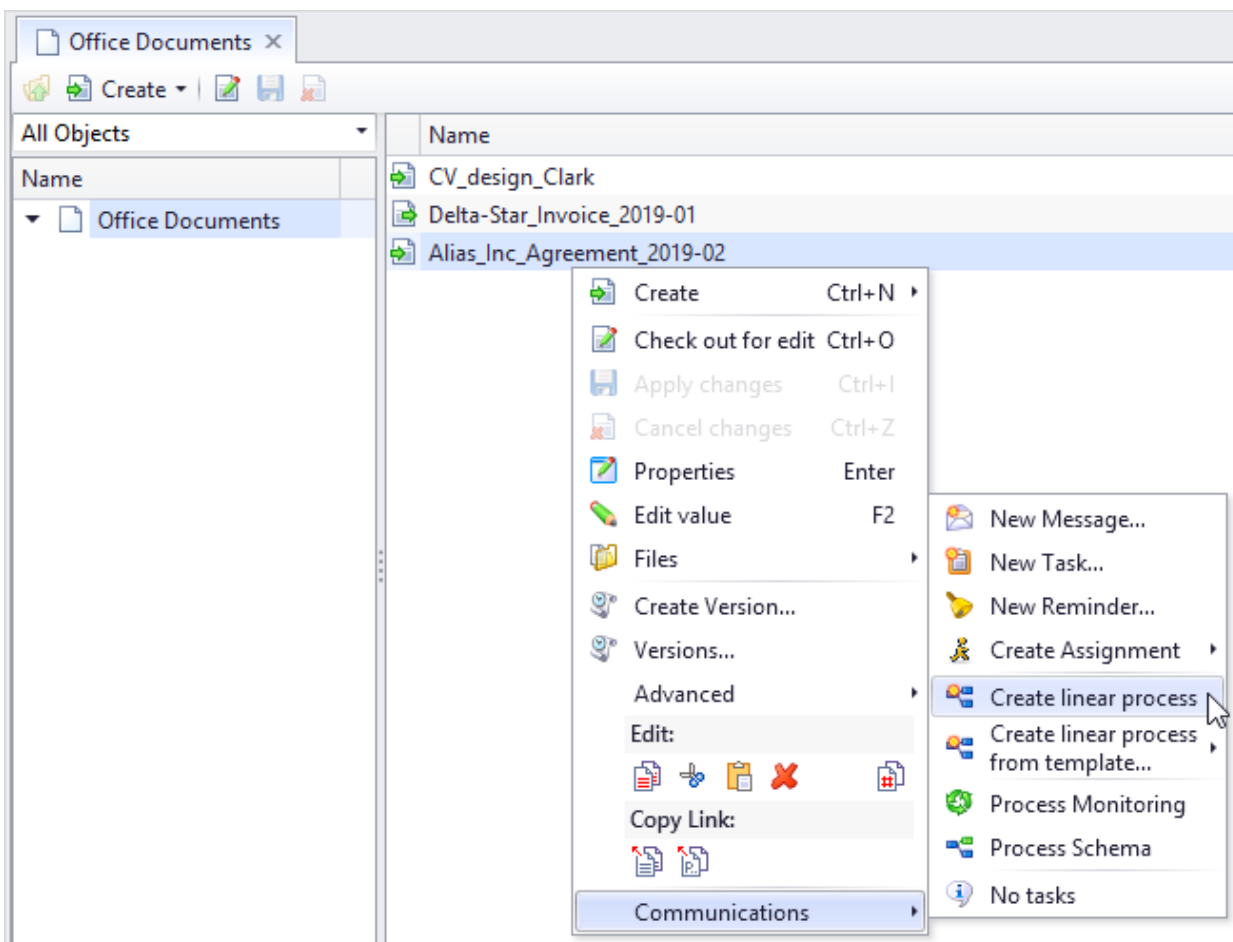 Office Documents
Create
All Objects
Name
Name
Office Documents
CV_design_Clark
Delta-Star_Invoice_2019-01
Alias_Inc_Agreement_2019-02
Create Ctrl+N
Check out for edit Ctrl+O
Apply changes Ctrl+I
Cancel changes Ctrl+Z
Properties Enter
Edit value F2
Files
Create Version...
Versions...
Advanced
Edit:
Copy Link:
Communications
New Message...
New Task...
New Reminder...
Create Assignment
Create linear process
Create linear process
from template...
Process Monitoring
Process Schema
No tasks